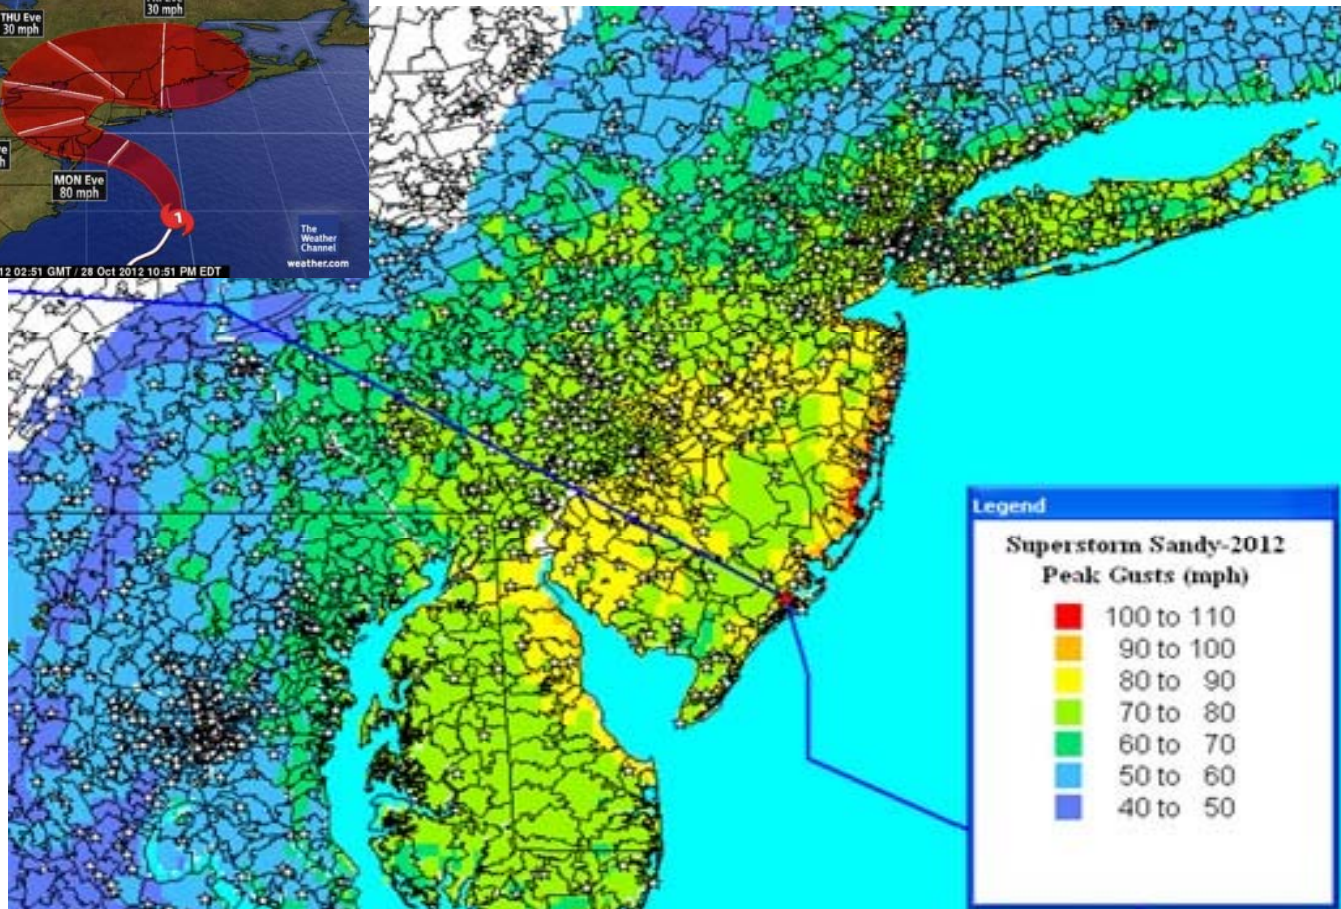 THU Eve
30 mph
30 mph
MON Eve
80 mph
1
The
Weather
Channel
weather.com
12 02:51 GMT / 28 Oct 2012 10:51 PM EDT
Legend
Superstorm Sandy-2012
Peak Gusts (mph)
100 to 110
90 to 100
80 to 90
70 to 80
60 to 70
50 to 60
40 to 50